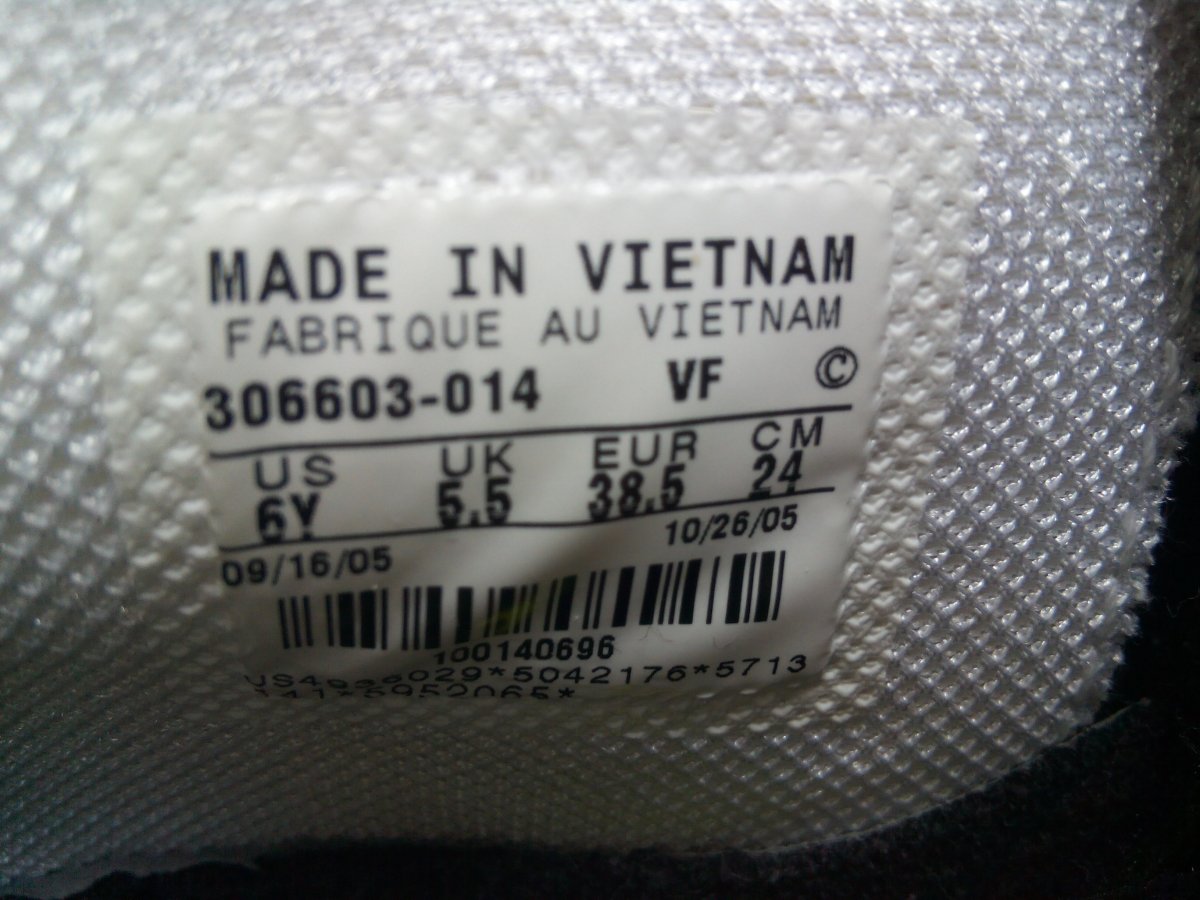 MADE IN VIETNAM
FABRIQUE AU VIETNAM
306603-014 VF ©
US UK EUR CM
6Y 5.5 38.5 24
09/16/05 10/26/05
100140696